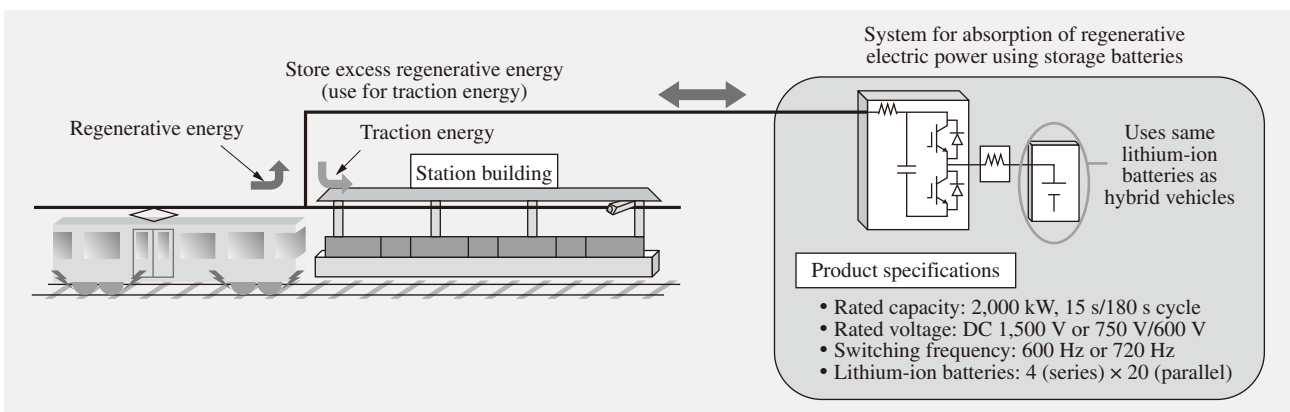 System for absorption of regenerative
electric power using storage batteries
Store excess regenerative energy
(use for traction energy)
Regenerative energy
Traction energy
Station building
Uses same
lithium-ion
batteries as
hybrid vehicles
Product specifications
• Rated capacity: 2,000 kW, 15 s/180 s cycle
• Rated voltage: DC 1,500 V or 750 V/600 V
• Switching frequency: 600 Hz or 720 Hz
• Lithium-ion batteries: 4 (series) × 20 (parallel)